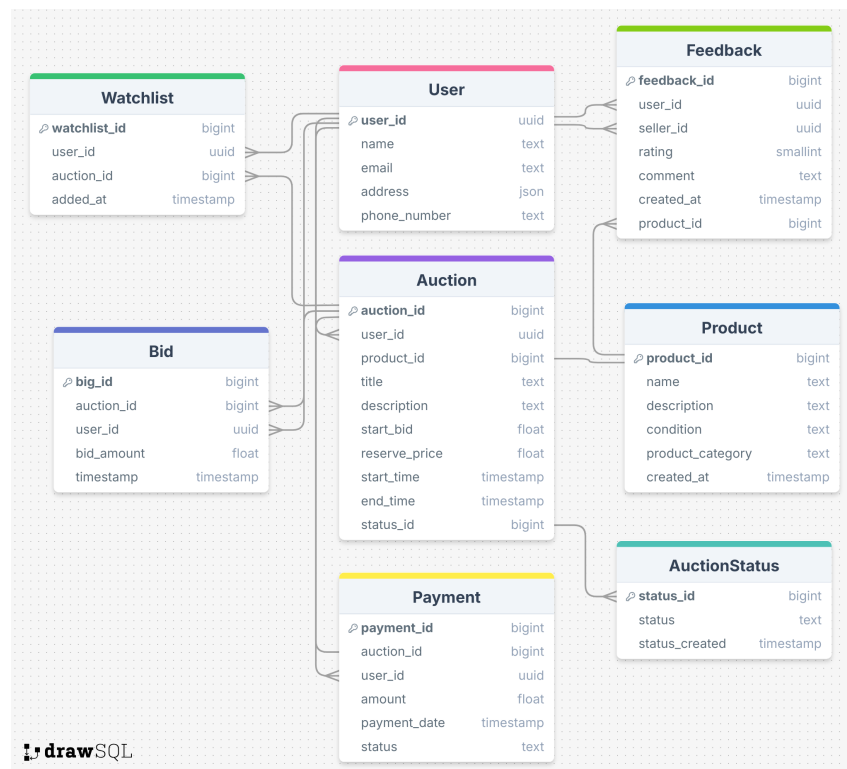 Watchlist
watchlist_id bigint
user_id uuid
auction_id bigint
added_at timestamp
Bid
big_id bigint
auction_id bigint
user_id uuid
bid_amount float
timestamp timestamp
User
user_id uuid
name text
email text
address json
phone_number text
Auction
auction_id bigint
user_id uuid
product_id bigint
title text
description text
start_bid float
reserve_price float
start_time timestamp
end_time timestamp
status_id bigint
Payment
payment_id bigint
auction_id bigint
user_id uuid
amount float
payment_date timestamp
status text
Feedback
feedback_id bigint
user_id uuid
seller_id uuid
rating smallint
comment text
created_at timestamp
product_id bigint
Product
product_id bigint
name text
description text
condition text
product_category text
created_at timestamp
AuctionStatus
status_id bigint
status text
status_created timestamp
drawSQL